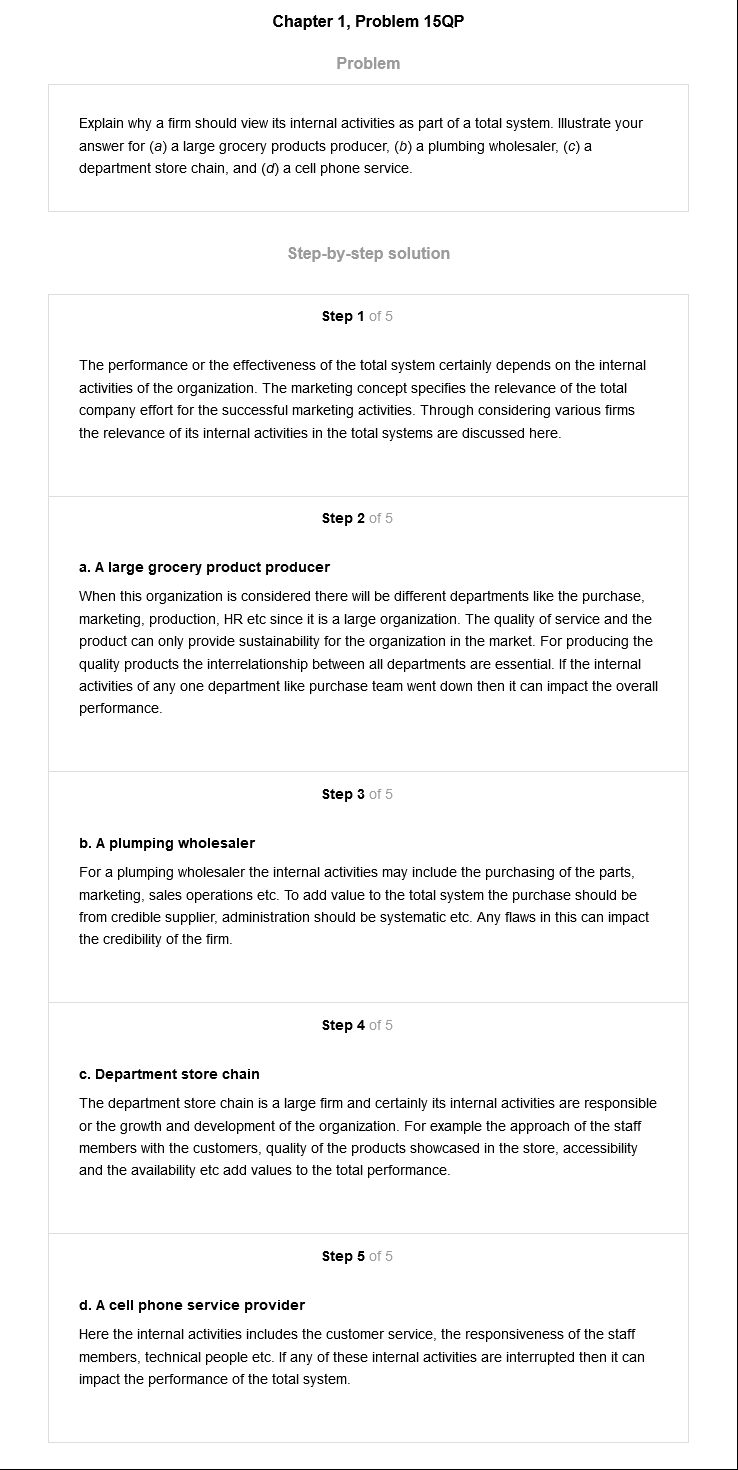 Chapter 1, Problem 15QP
Problem
Explain why a firm should view its internal activities as part of a total system. Illustrate your
answer for (a) a large grocery products producer, (b) a plumbing wholesaler, (c) a
department store chain, and (d) a cell phone service.
Step-by-step solution
Step 1 of 5
The performance or the effectiveness of the total system certainly depends on the internal
activities of the organization. The marketing concept specifies the relevance of the total
company effort for the successful marketing activities. Through considering various firms
the relevance of its internal activities in the total systems are discussed here.
Step 2 of 5
a. A large grocery product producer
When this organization is considered there will be different departments like the purchase,
marketing, production, HR etc since it is a large organization. The quality of service and the
product can only provide sustainability for the organization in the market. For producing the
quality products the interrelationship between all departments are essential. If the internal
activities of any one department like purchase team went down then it can impact the overall
performance.
Step 3 of 5
b. A plumping wholesaler
For a plumping wholesaler the internal activities may include the purchasing of the parts,
marketing, sales operations etc. To add value to the total system the purchase should be
from credible supplier, administration should be systematic etc. Any flaws in this can impact
the credibility of the firm.
Step 4 of 5
c. Department store chain
The department store chain is a large firm and certainly its internal activities are responsible
or the growth and development of the organization. For example the approach of the staff
members with the customers, quality of the products showcased in the store, accessibility
and the availability etc add values to the total performance.
Step 5 of 5
d. A cell phone service provider
Here the internal activities includes the customer service, the responsiveness of the staff
members, technical people etc. If any of these internal activities are interrupted then it can
impact the performance of the total system.